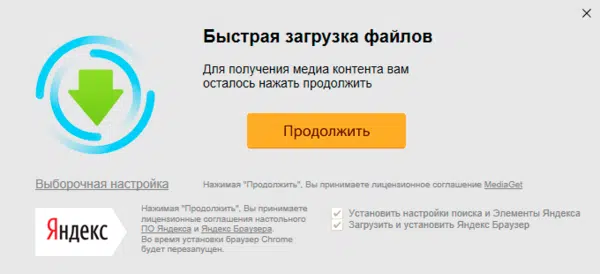 Быстрая загрузка файлов
Для получения медиа контента вам
осталось нажать продолжить
Продолжить
Выборочная настройка
Нажимая "Продолжить", Вы принимаете лицензионное соглашение MediaGet
Яндекс
Нажимая "Продолжить", Вы принимаете
лицензионные соглашения настольного
ПО Яндекса и Яндекс Браузера.
Во время установки браузер Chrome
будет перезапущен.
Установить настройки поиска и Элементы Яндекса
Загрузить и установить Яндекс Браузер